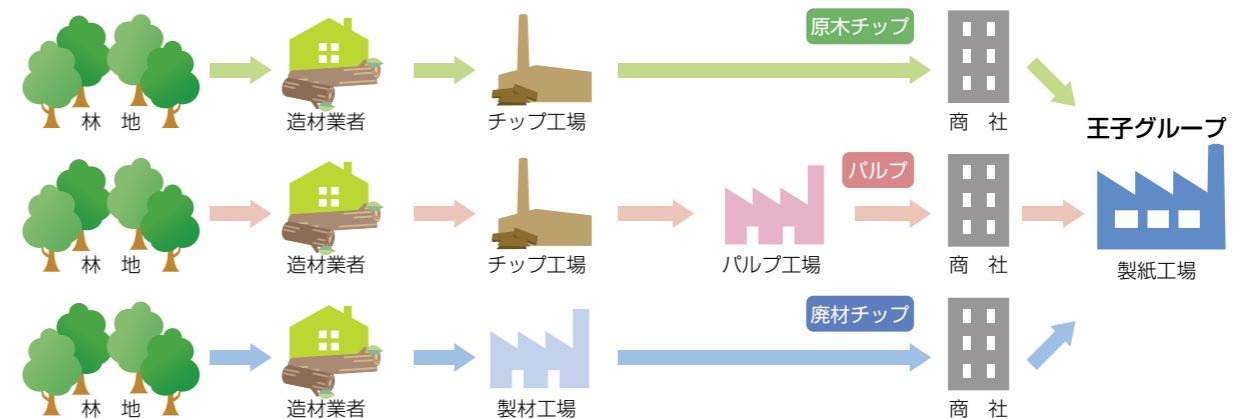 原木チップ
林　地
造材業者
チップ工場
商　社
王子グループ
パルプ
林　地
造材業者
チップ工場
パルプ工場
商　社
製紙工場
廃材チップ
林　地
造材業者
製材工場
商　社